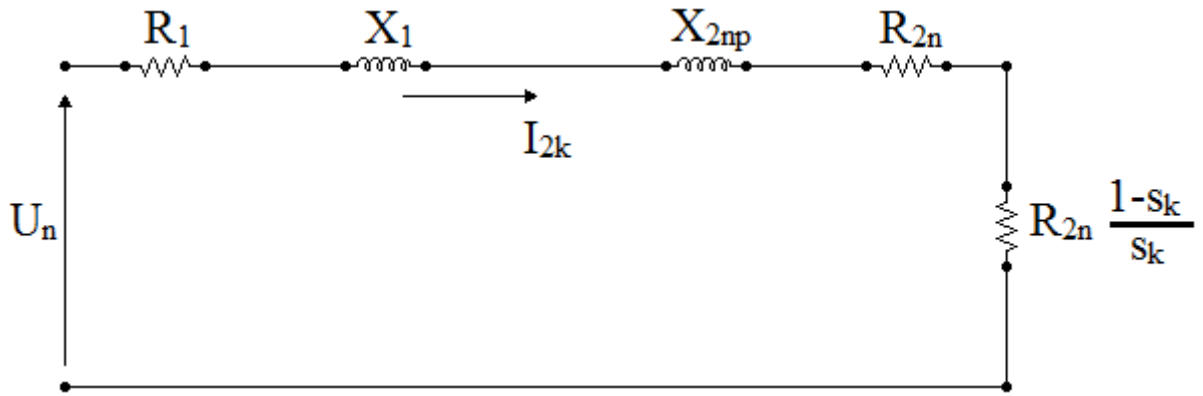 R₁ X₁ X₂ₙₚ R₂ₙ
I₂ₖ
Uₙ
R₂ₙ 1-sₖ
sₖ